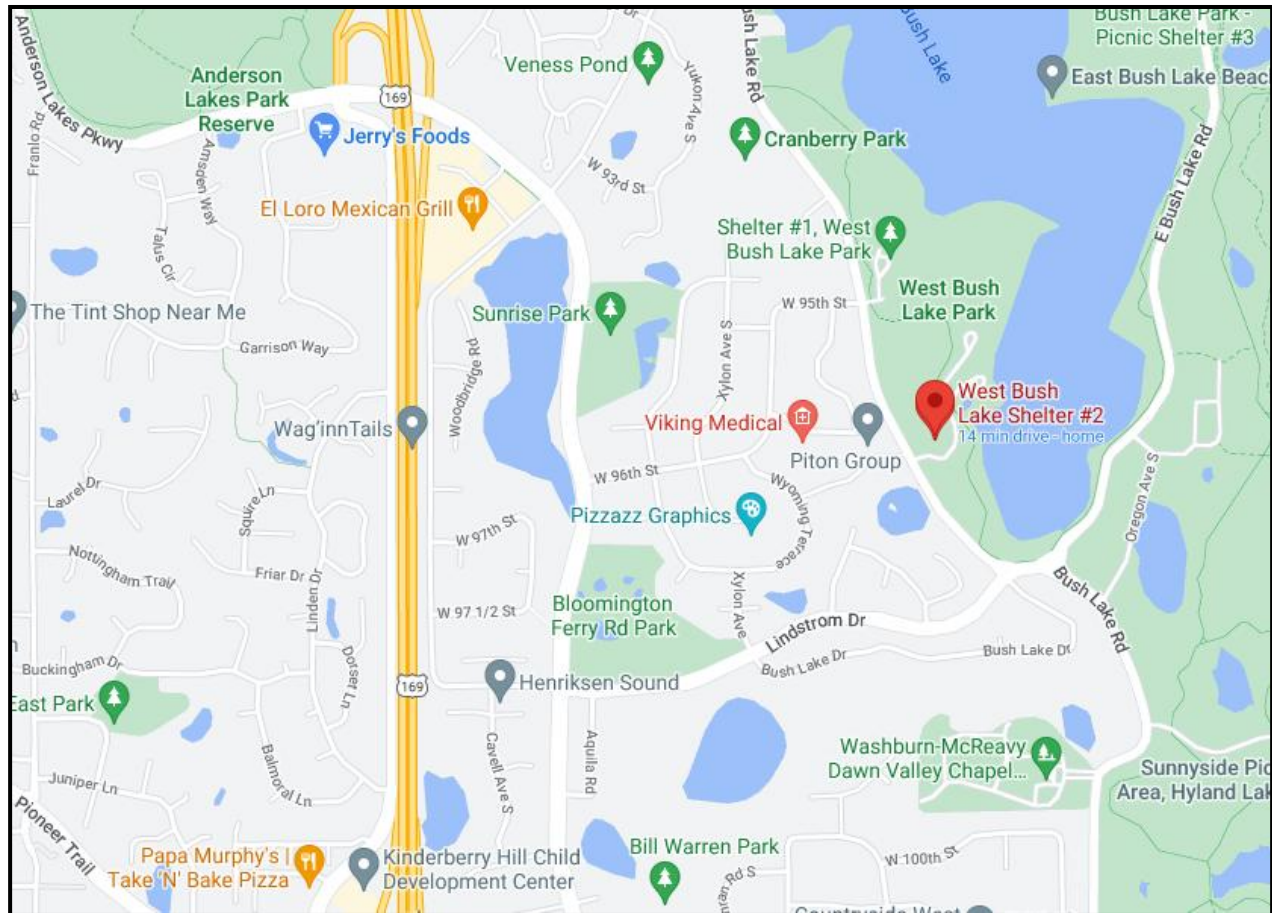 Bush Lake Park -
Picnic Shelter #3
Anderson Lakes Pkwy
Bush Lake Rd
Bush Lake
Veness Pond
Yukon Ave S
East Bush Lake Beac
Anderson
Lakes Park
Reserve
169
Franlo Rd
Jerry's Foods
Amsden Way
Cranberry Park
E Bush Lake Rd
W 93rd St
El Loro Mexican Grill
Talus Cir
Shelter #1, West
Bush Lake Park
West Bush
Lake Park
The Tint Shop Near Me
Sunrise Park
W 95th St
Garrison Way
Woodbridge Rd
Xylon Ave S
West Bush
Lake Shelter #2
14 min drive - home
Wag'innTails
Viking Medical
Piton Group
W 96th St
Laurel Dr
Squire Ln
Wyoming Terrace
Oregon Ave S
Pizzazz Graphics
W 97th St
Nottingham Trail
Friar Dr
Linden Dr
Bush Lake Rd
Xylon Ave
W 97 1/2 St
Bloomington
Ferry Rd Park
Lindstrom Dr
Bush Lake Dr
Bush Lake Dr
Buckingham Dr
Dorset Ln
169
Henriksen Sound
East Park
Cavell Ave S
Aquila Rd
Balmoral Ln
Washburn-McReavy
Dawn Valley Chapel...
Sunnyside Pic
Area, Hyland Lak
Juniper Ln
Pioneer Trail
Papa Murphy's |
Take 'N' Bake Pizza
Kinderberry Hill Child
Development Center
Bill Warren Park
W 100th St
Countryside West